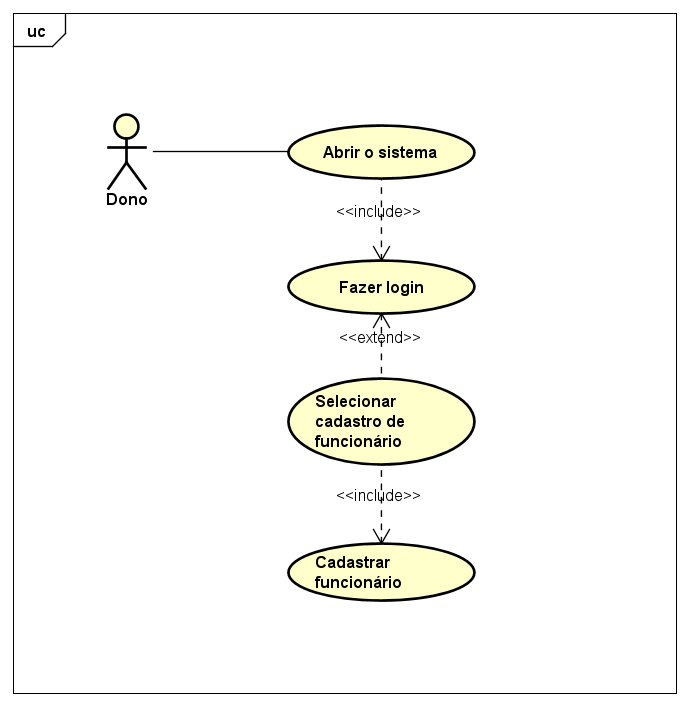 uc
Abrir o sistema
Dono
<<include>>
Fazer login
<<extend>>
Selecionar
cadastro de
funcionário
<<include>>
Cadastrar
funcionário